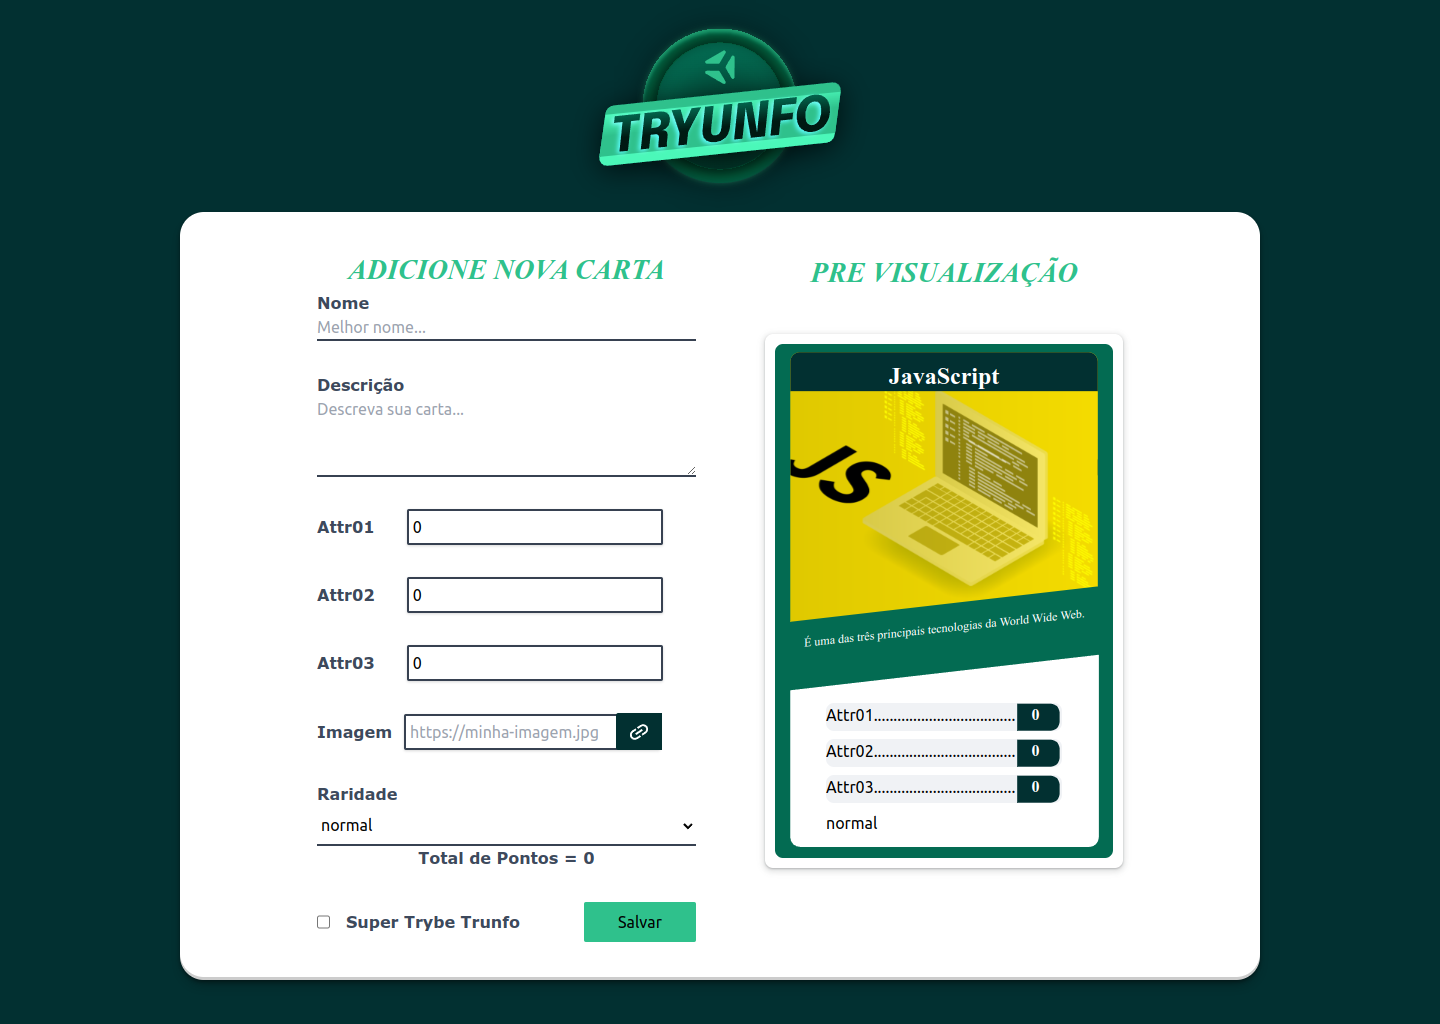 TRYUNFO
ADICIONE NOVA CARTA
Nome
Melhor nome...
Descrição
Descreva sua carta...
Attr01
0
Attr02
0
Attr03
0
Imagem
https://minha-imagem.jpg
Raridade
normal
Total de Pontos = 0
Super Trybe Trunfo
Salvar
PRE VISUALIZAÇÃO
JavaScript
JS
É uma das três principais tecnologias da World Wide Web.
Attr01.................................... 0
Attr02.................................... 0
Attr03.................................... 0
normal